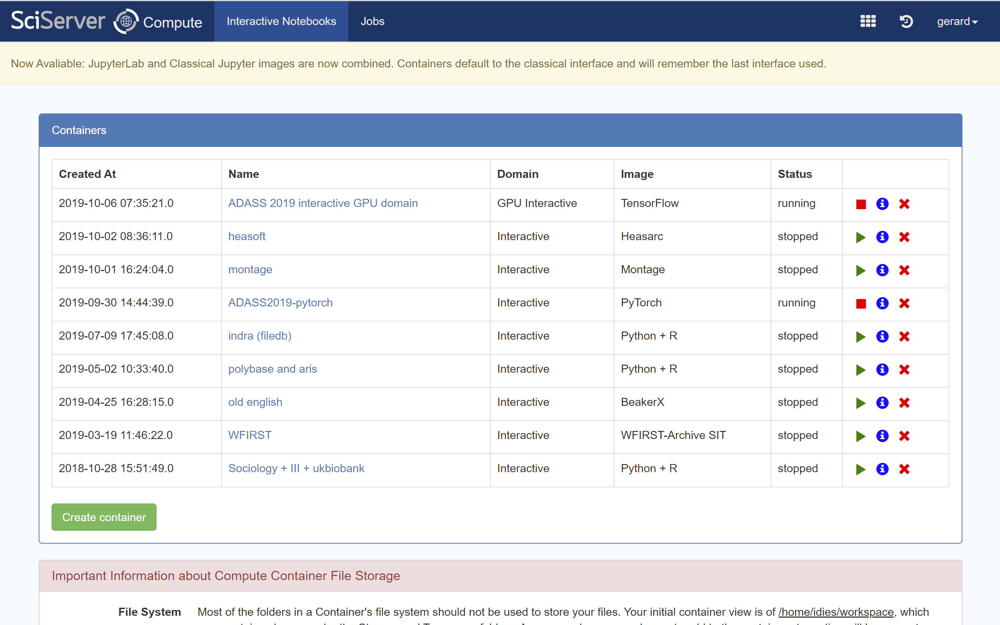 SciServer Compute Interactive Notebooks Jobs gerard
Now Avaliable: JupyterLab and Classical Jupyter images are now combined. Containers default to the classical interface and will remember the last interface used.
Containers
Created At Name Domain Image Status
2019-10-06 07:35:21.0 ADASS 2019 interactive GPU domain GPU Interactive TensorFlow running
2019-10-02 08:36:11.0 heasoft Interactive Heasarc stopped
2019-10-01 16:24:04.0 montage Interactive Montage stopped
2019-09-30 14:44:39.0 ADASS2019-pytorch Interactive PyTorch running
2019-07-09 17:45:08.0 indra (filedb) Interactive Python + R stopped
2019-05-02 10:33:40.0 polybase and aris Interactive Python + R stopped
2019-04-25 16:28:15.0 old english Interactive BeakerX stopped
2019-03-19 11:46:22.0 WFIRST Interactive WFIRST-Archive SIT stopped
2018-10-28 15:51:49.0 Sociology + III + ukbiobank Interactive Python + R stopped
Create container
Important Information about Compute Container File Storage
File System Most of the folders in a Container's file system should not be used to store your files. Your initial container view is of /home/idies/workspace, which